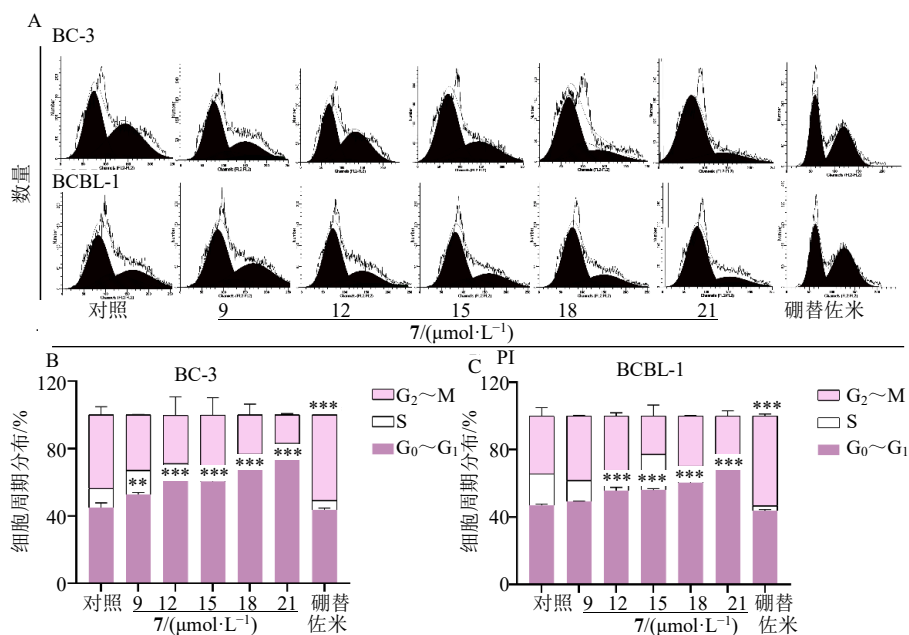 A
BC-3
BCBL-1
数量
对照
9
12
15
18
21
硼替佐米
7/(μmol·L⁻¹)
PI
B
BC-3
120
80
40
0
细胞周期分布/%
G₂～M
S
G₀～G₁
**
***
***
***
***
***
对照
9
12
15
18
21
硼替
佐米
7/(μmol·L⁻¹)
C
BCBL-1
120
80
40
0
细胞周期分布/%
G₂～M
S
G₀～G₁
***
***
***
***
***
对照
9
12
15
18
21
硼替
佐米
7/(μmol·L⁻¹)